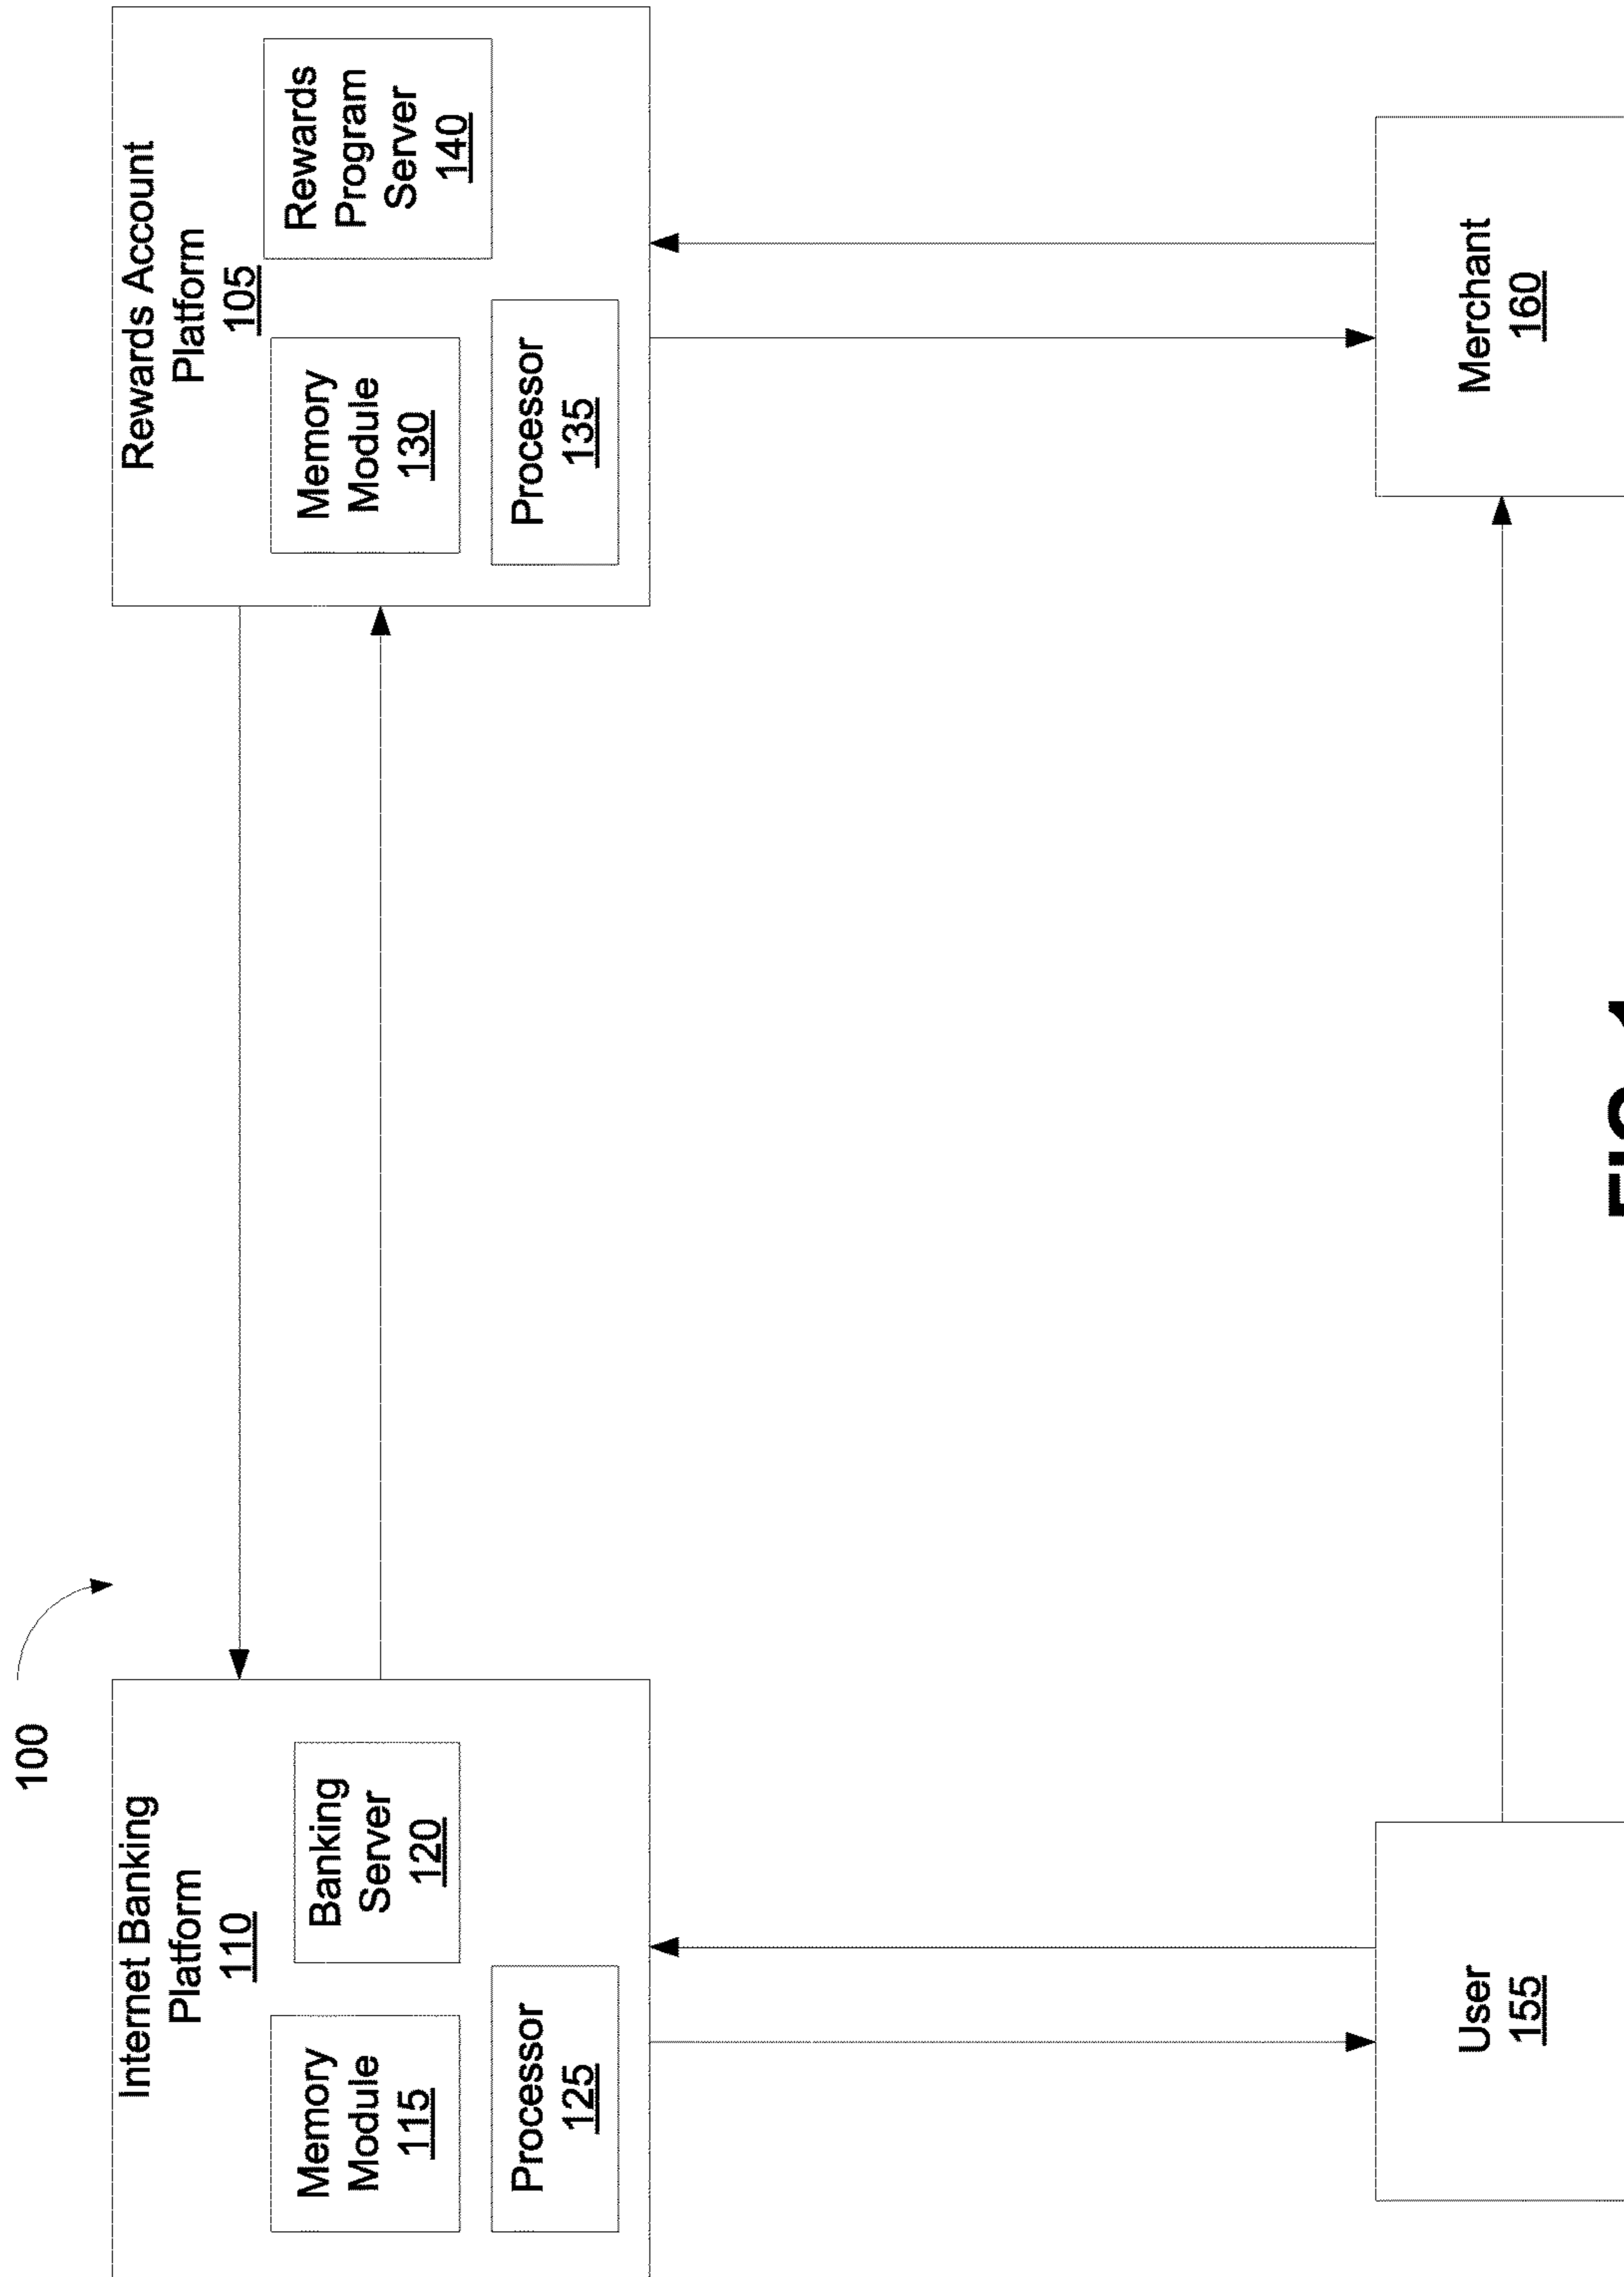 100
Internet Banking
Platform
110
Memory
Module
115
Banking
Server
120
Processor
125
Rewards Account
Platform
105
Memory
Module
130
Rewards
Program
Server
140
Processor
135
User
155
Merchant
160